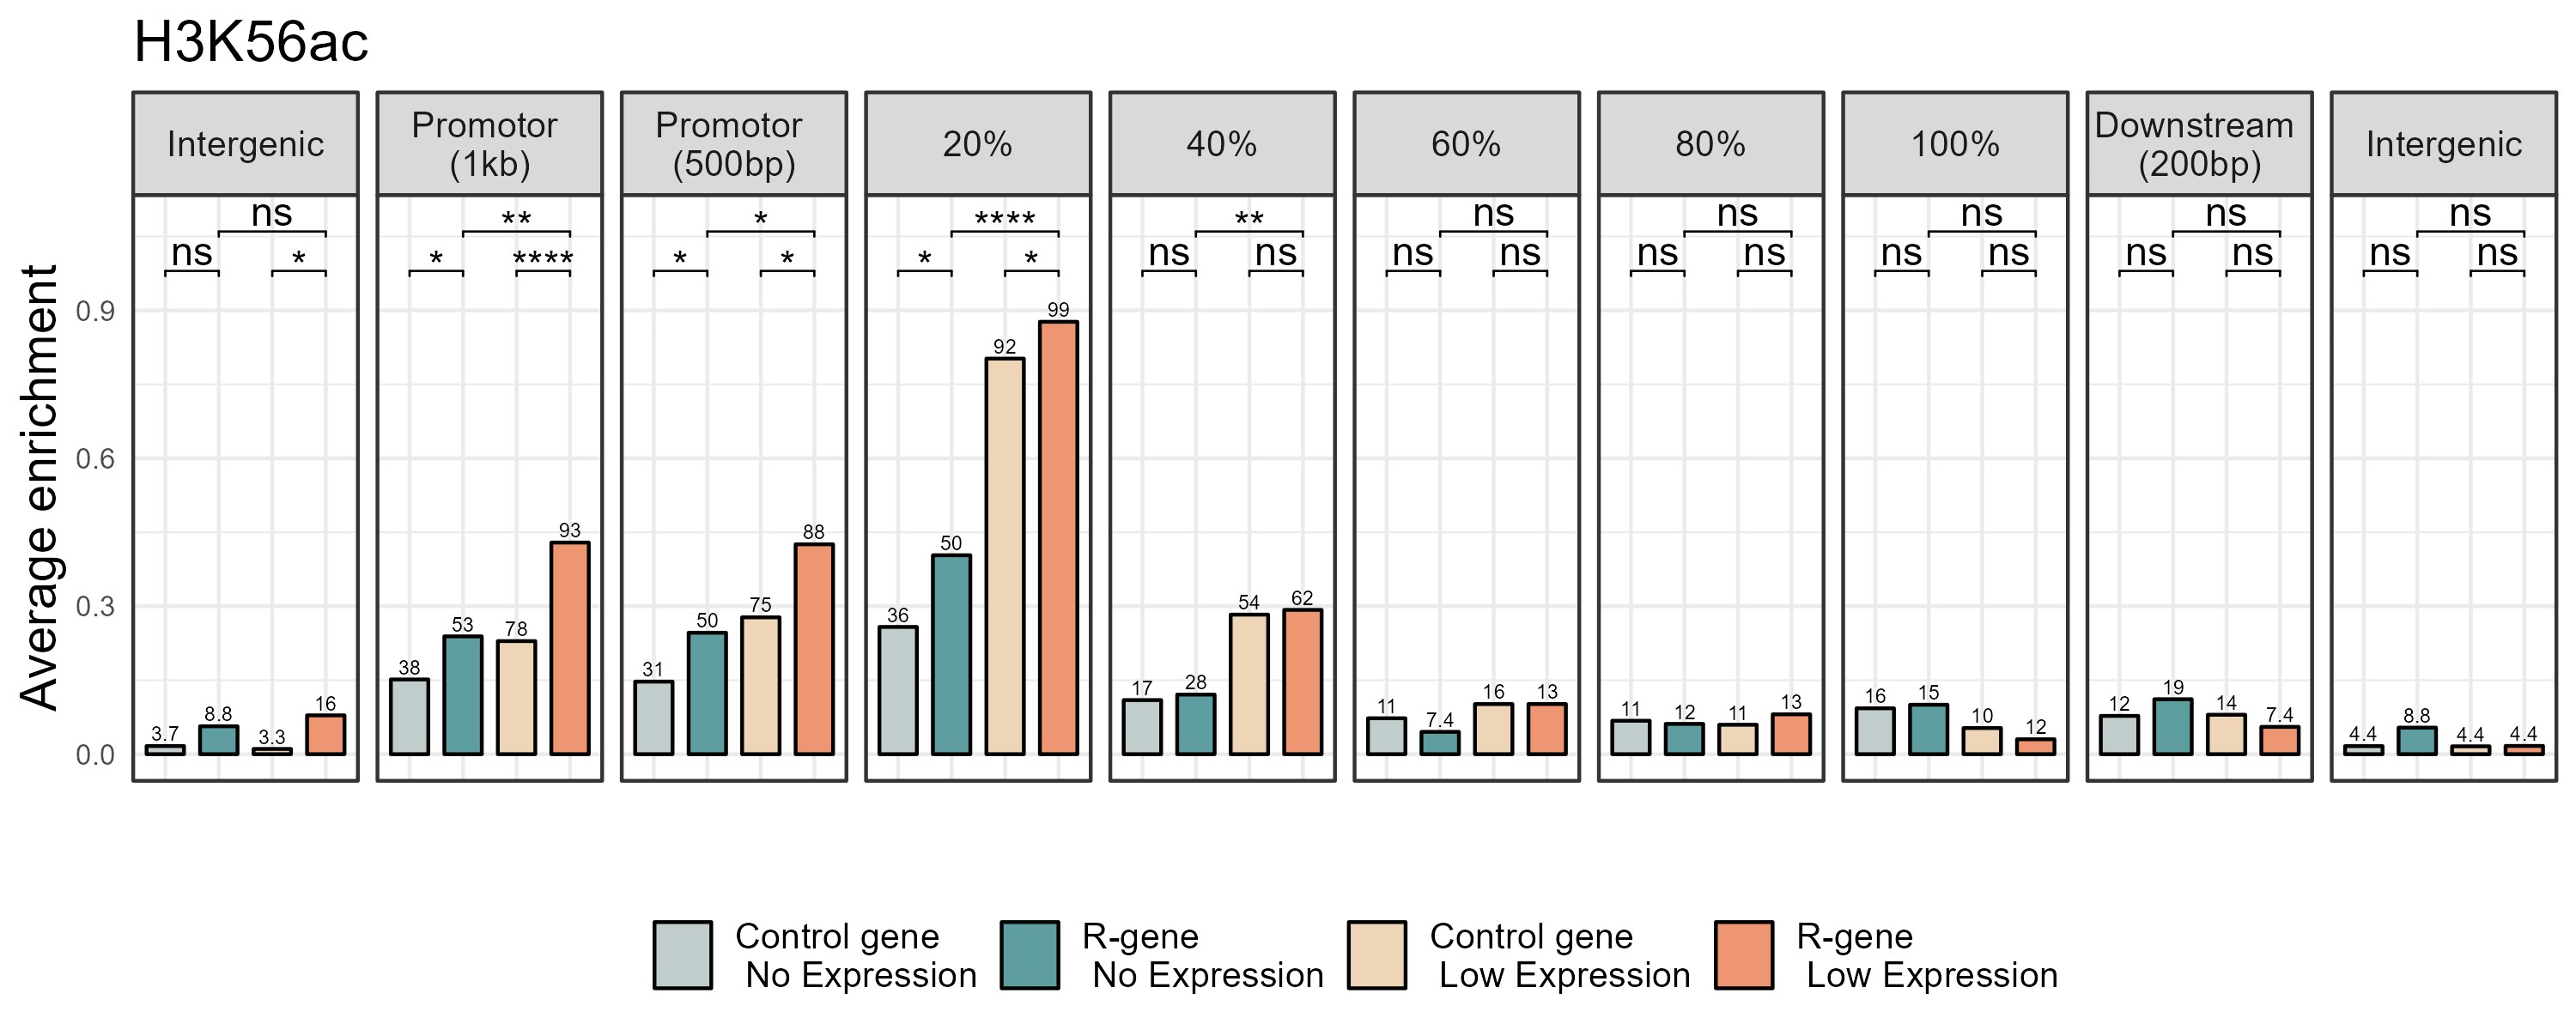 H3K56ac
Intergenic
Promotor
(1kb)
Promotor
(500bp)
20%
40%
60%
80%
100%
Downstream
(200bp)
Intergenic
Average enrichment
0.9
0.6
0.3
0.0
ns
ns
*
3.7
8.8
3.3
16
**
*
****
38
53
78
93
*
*
*
31
50
75
88
****
*
*
36
50
92
99
**
ns
ns
17
28
54
62
ns
ns
ns
11
7.4
16
13
ns
ns
ns
11
12
11
13
ns
ns
ns
16
15
10
12
ns
ns
ns
12
19
14
7.4
ns
ns
ns
4.4
8.8
4.4
4.4
Control gene
No Expression
R-gene
No Expression
Control gene
Low Expression
R-gene
Low Expression